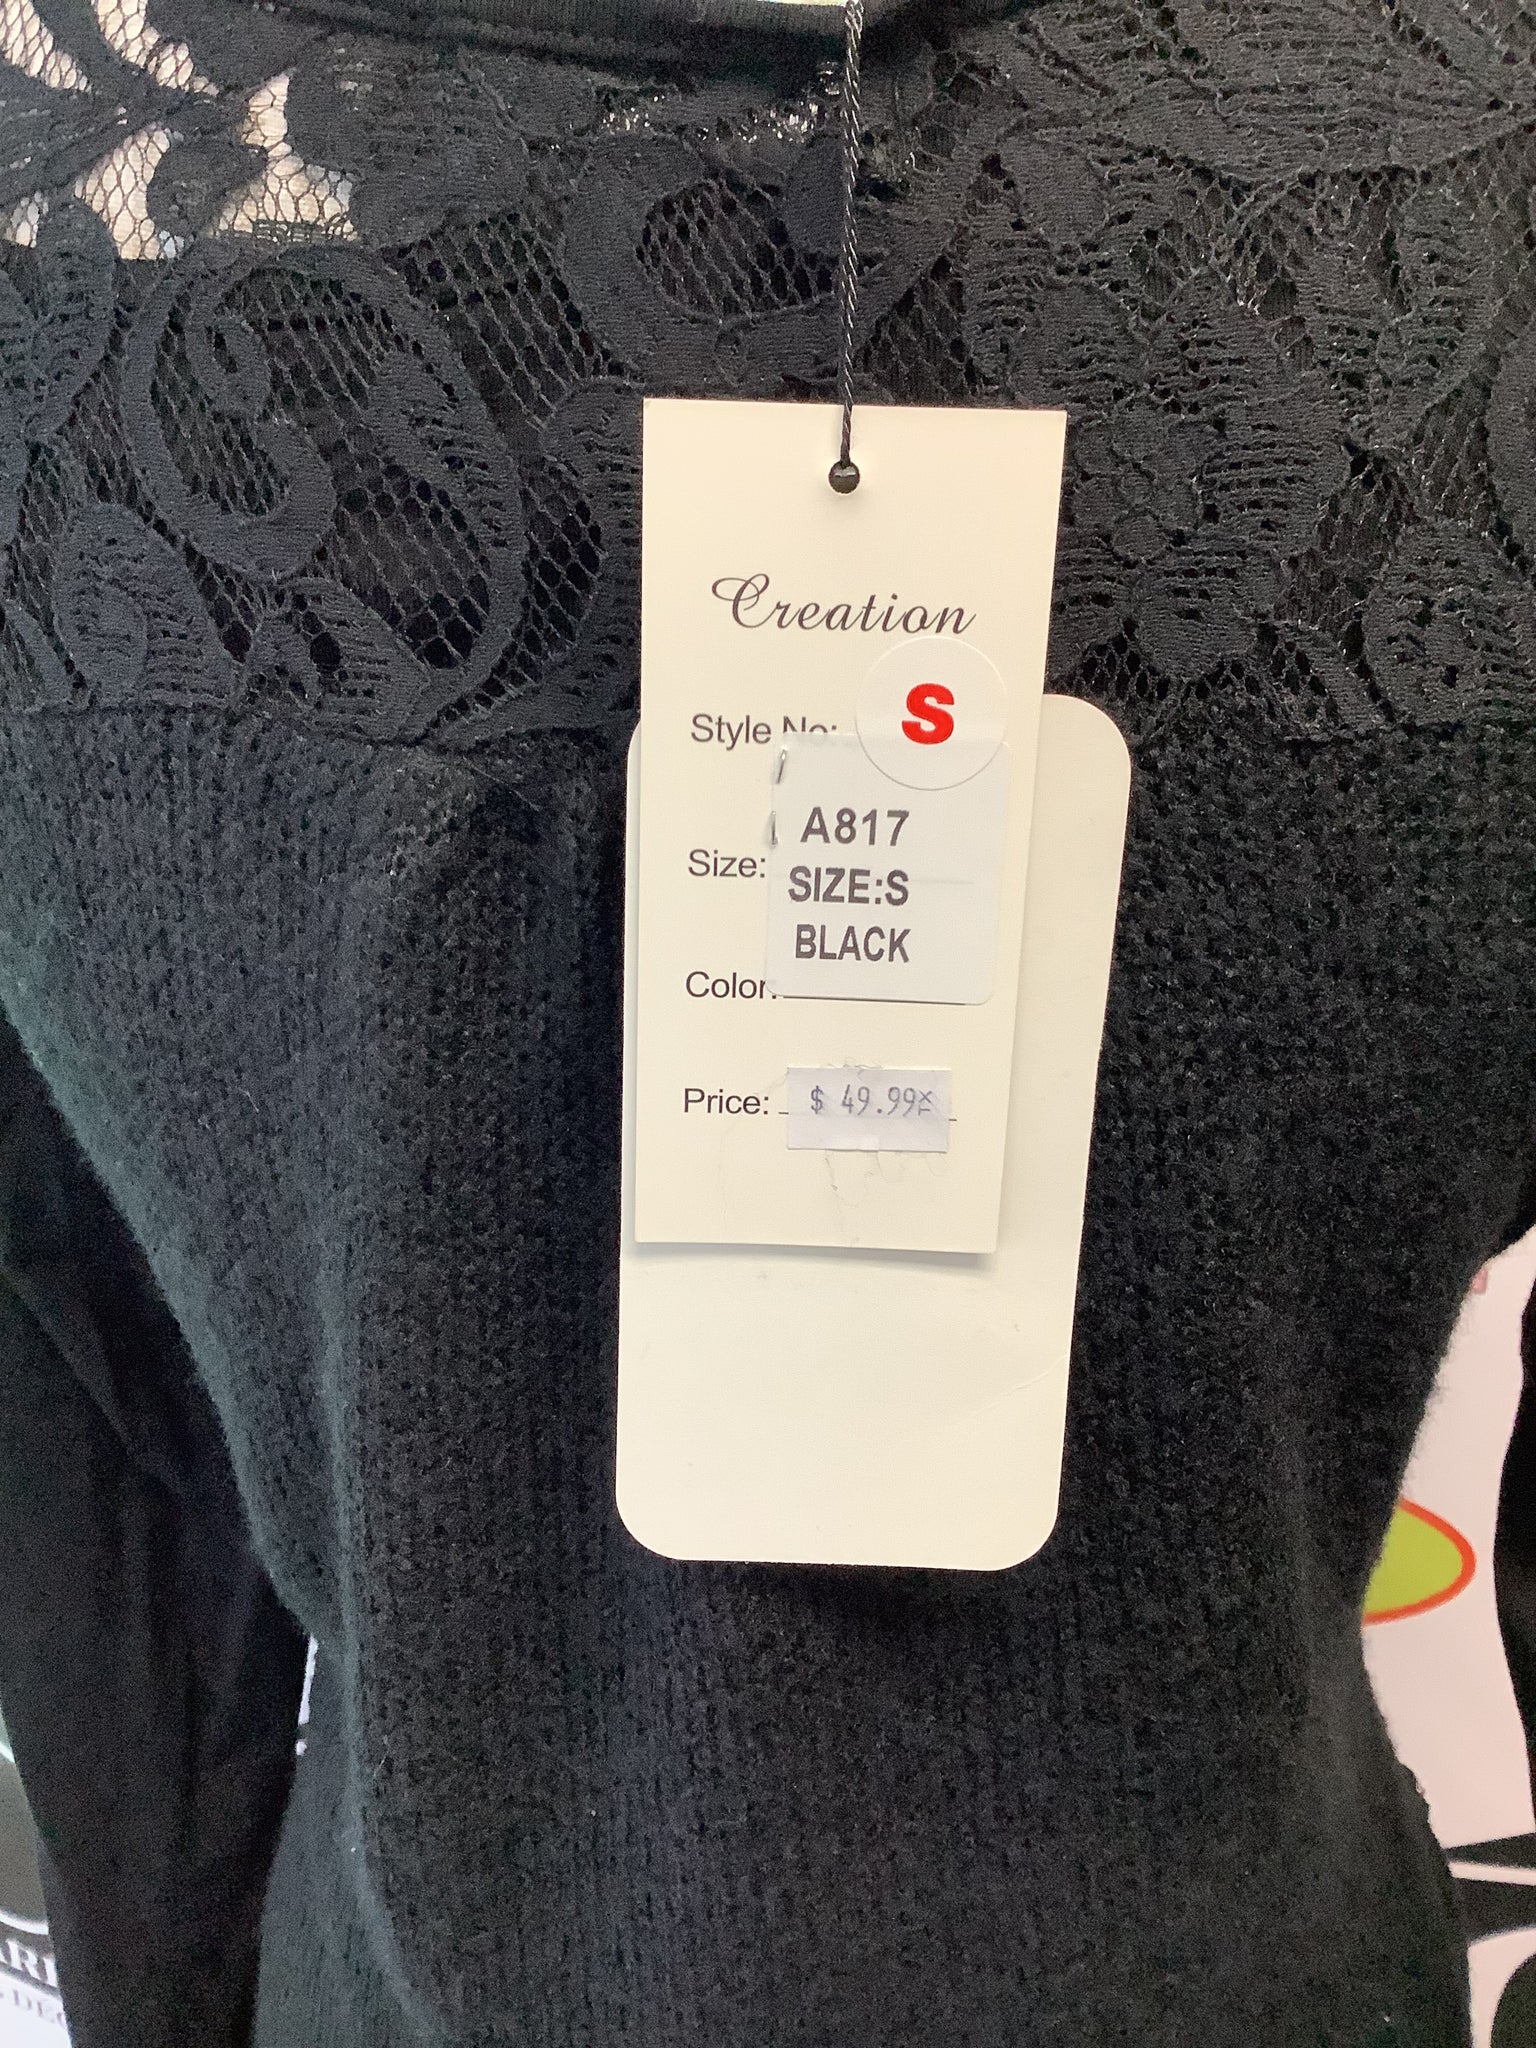 Creation
S
Style No:
A817
Size:
SIZE:S
BLACK
Color:
Price: $ 49.99